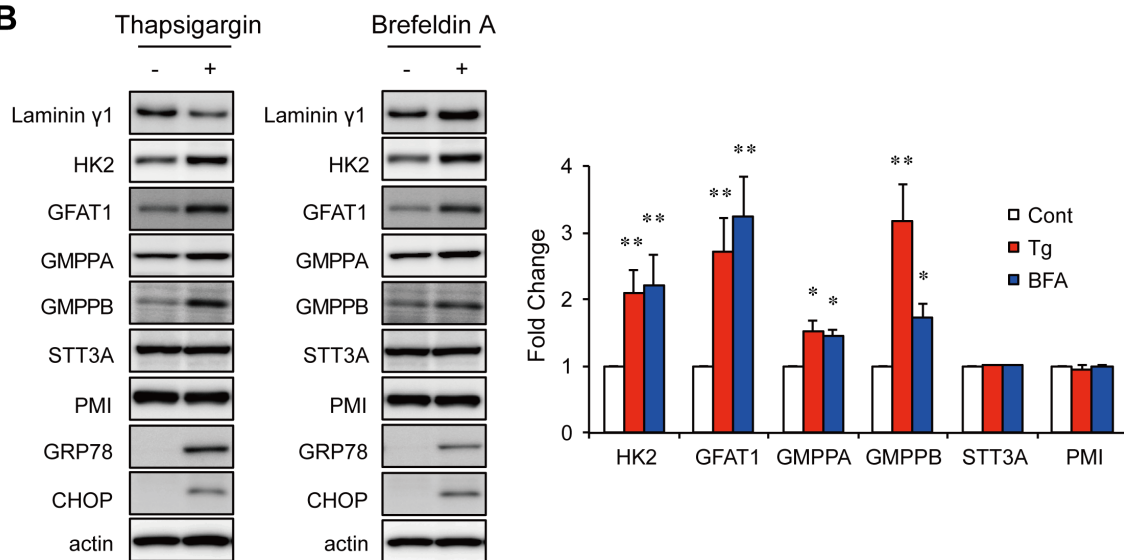 B
Thapsigargin
- +
Laminin γ1
HK2
GFAT1
GMPPA
GMPPB
STT3A
PMI
GRP78
CHOP
actin
Brefeldin A
- +
Laminin γ1
HK2
GFAT1
GMPPA
GMPPB
STT3A
PMI
GRP78
CHOP
actin
Fold Change
4
3
2
1
0
** **
** **
* *
** *
HK2 GFAT1 GMPPA GMPPB STT3A PMI
Cont
Tg
BFA